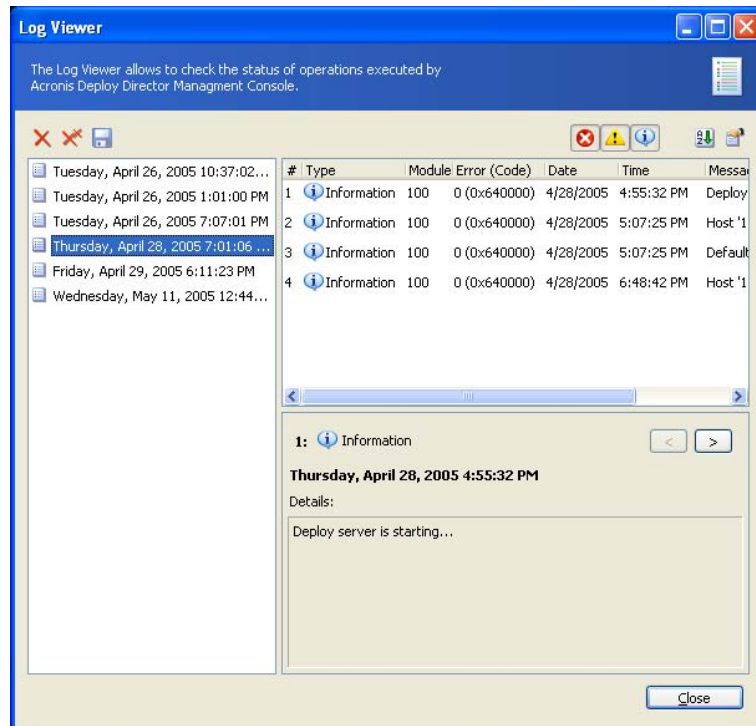 Log Viewer
The Log Viewer allows to check the status of operations executed by
Acronis Deploy Director Managment Console.
Tuesday, April 26, 2005 10:37:02...
Tuesday, April 26, 2005 1:01:00 PM
Tuesday, April 26, 2005 7:07:01 PM
Thursday, April 28, 2005 7:01:06 ...
Friday, April 29, 2005 6:11:23 PM
Wednesday, May 11, 2005 12:44...
# Type Module Error (Code) Date Time Messa
1 Information 100 0 (0x640000) 4/28/2005 4:55:32 PM Deploy
2 Information 100 0 (0x640000) 4/28/2005 5:07:25 PM Host '1
3 Information 100 0 (0x640000) 4/28/2005 5:07:25 PM Default
4 Information 100 0 (0x640000) 4/28/2005 6:48:42 PM Host '1
1: Information < >
Thursday, April 28, 2005 4:55:32 PM
Details:
Deploy server is starting...
Close